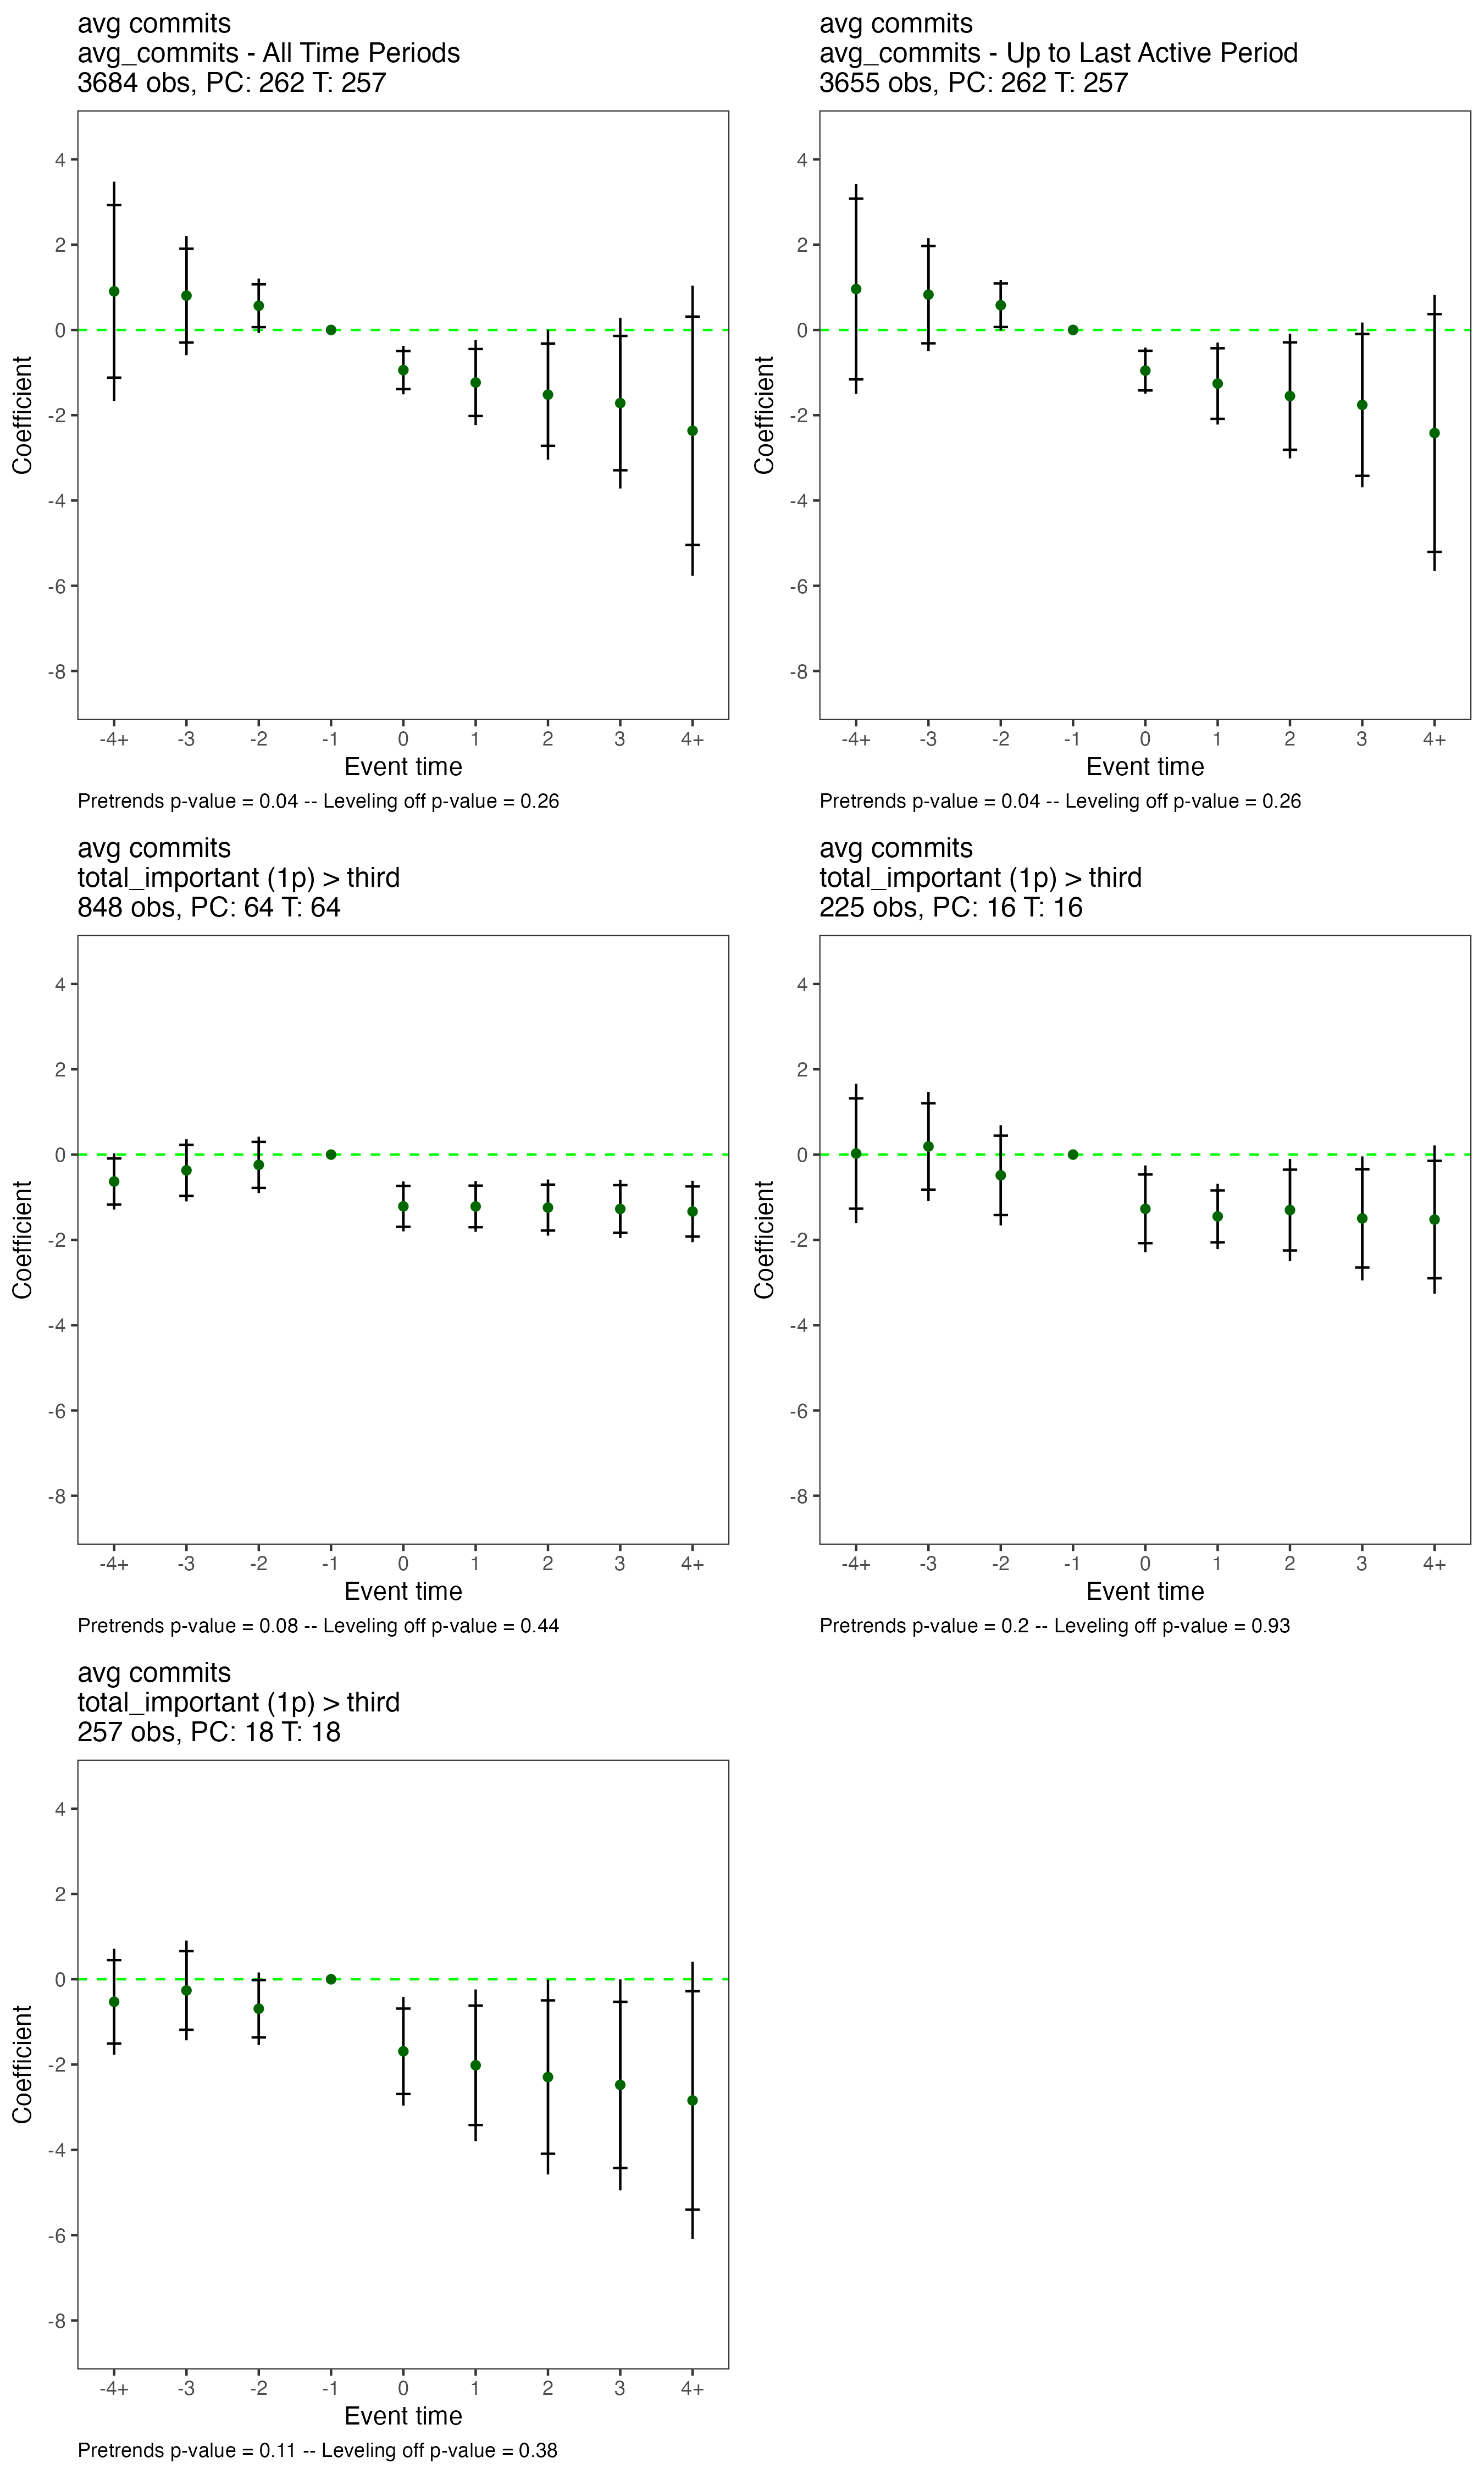 avg commits
avg_commits - All Time Periods
3684 obs, PC: 262 T: 257
4
2
0
-2
-4
-6
-8
Coefficient
-4+ -3 -2 -1 0 1 2 3 4+
Event time
Pretrends p-value = 0.04 -- Leveling off p-value = 0.26
avg commits
avg_commits - Up to Last Active Period
3655 obs, PC: 262 T: 257
4
2
0
-2
-4
-6
-8
Coefficient
-4+ -3 -2 -1 0 1 2 3 4+
Event time
Pretrends p-value = 0.04 -- Leveling off p-value = 0.26
avg commits
total_important (1p) > third
848 obs, PC: 64 T: 64
4
2
0
-2
-4
-6
-8
Coefficient
-4+ -3 -2 -1 0 1 2 3 4+
Event time
Pretrends p-value = 0.08 -- Leveling off p-value = 0.44
avg commits
total_important (1p) > third
225 obs, PC: 16 T: 16
4
2
0
-2
-4
-6
-8
Coefficient
-4+ -3 -2 -1 0 1 2 3 4+
Event time
Pretrends p-value = 0.2 -- Leveling off p-value = 0.93
avg commits
total_important (1p) > third
257 obs, PC: 18 T: 18
4
2
0
-2
-4
-6
-8
Coefficient
-4+ -3 -2 -1 0 1 2 3 4+
Event time
Pretrends p-value = 0.11 -- Leveling off p-value = 0.38